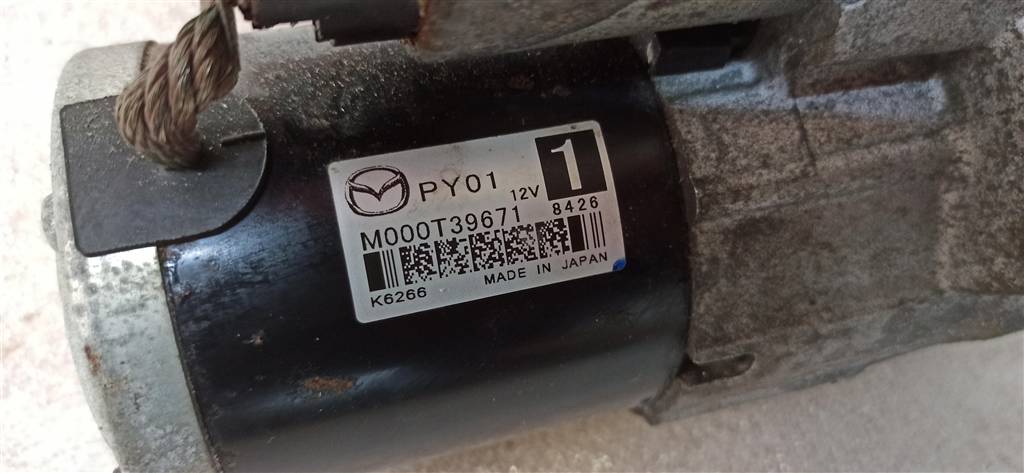 PY01 12V 1
M000T39671 8426
K6266 MADE IN JAPAN